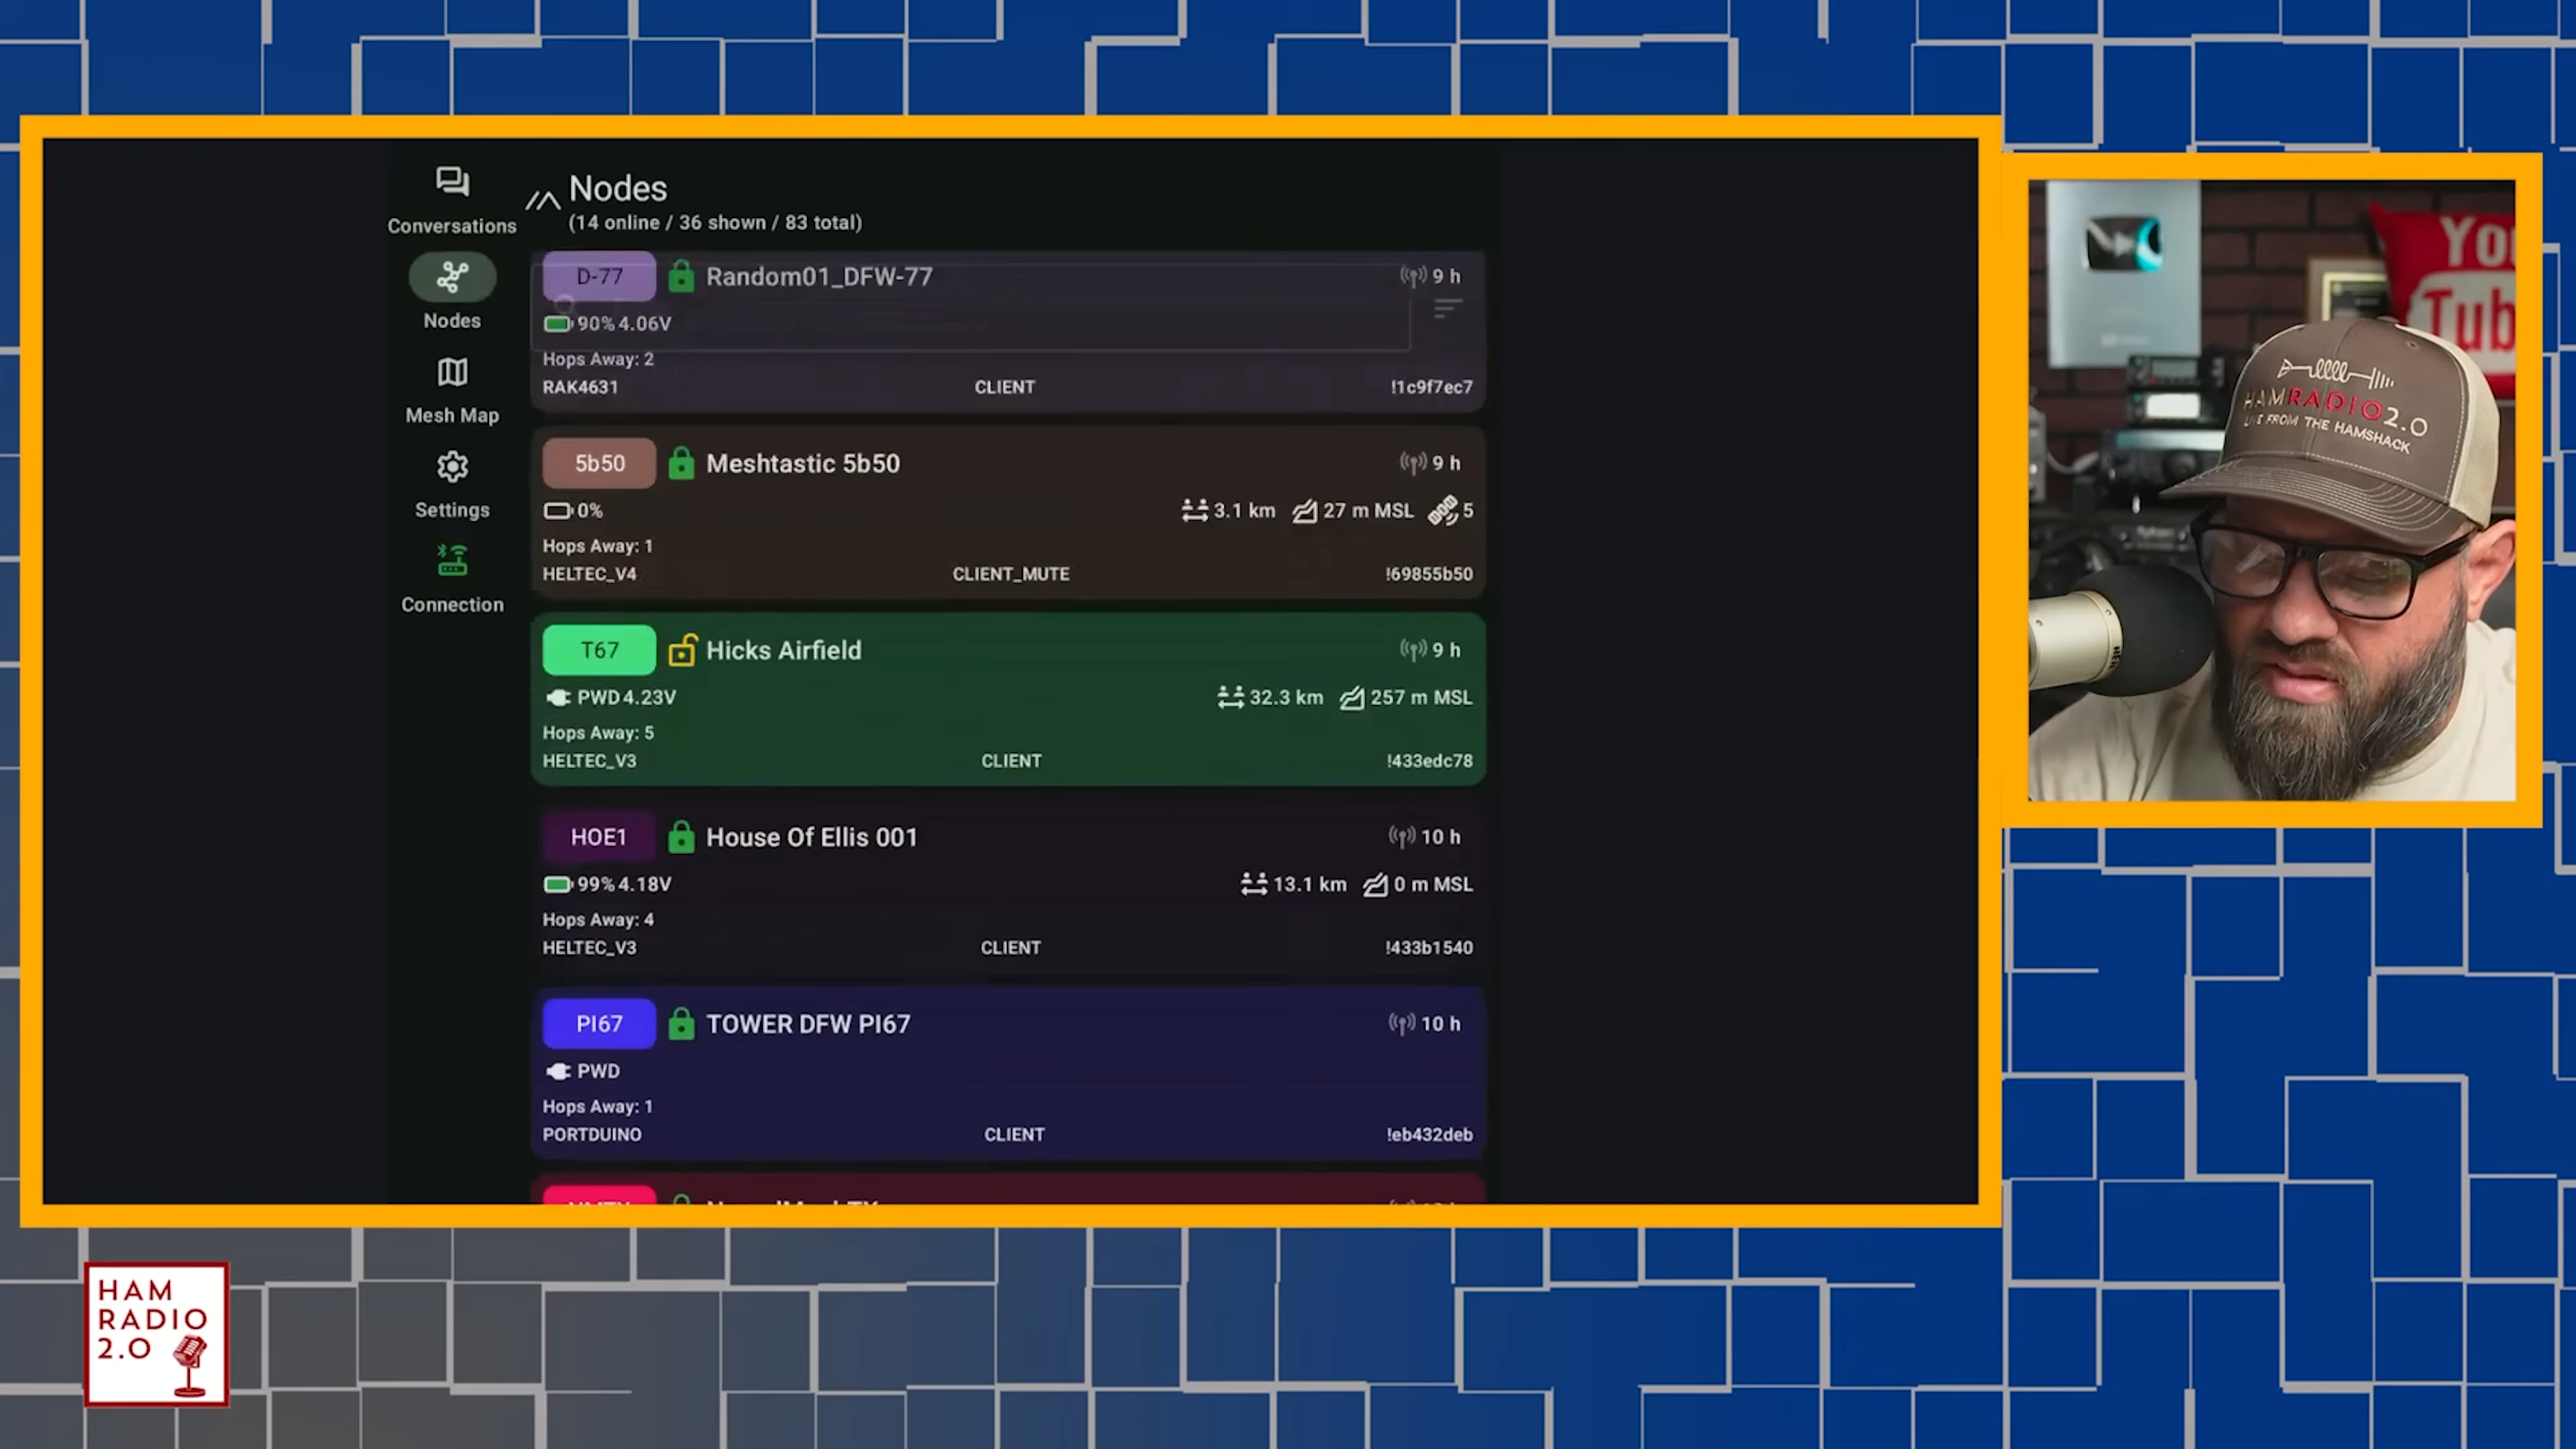 Conversations
Nodes
Mesh Map
Settings
Connection
Nodes
(14 online / 36 shown / 83 total)
D-77 Random01_DFW-77 9 h
90% 4.06V
Hops Away: 2
RAK4631 CLIENT !1c9f7ec7
5b50 Meshtastic 5b50 9 h
0% 3.1 km 27 m MSL 5
Hops Away: 1
HELTEC_V4 CLIENT_MUTE !69855b50
T67 Hicks Airfield 9 h
PWD 4.23V 32.3 km 257 m MSL
Hops Away: 5
HELTEC_V3 CLIENT !433edc78
HOE1 House Of Ellis 001 10 h
99% 4.18V 13.1 km 0 m MSL
Hops Away: 4
HELTEC_V3 CLIENT !433b1540
PI67 TOWER DFW PI67 10 h
PWD
Hops Away: 1
PORTDUINO CLIENT !eb432deb
You
Tub
HAMRADIO2.0
LIVE FROM THE HAMSHACK
HAM
RADIO
2.0